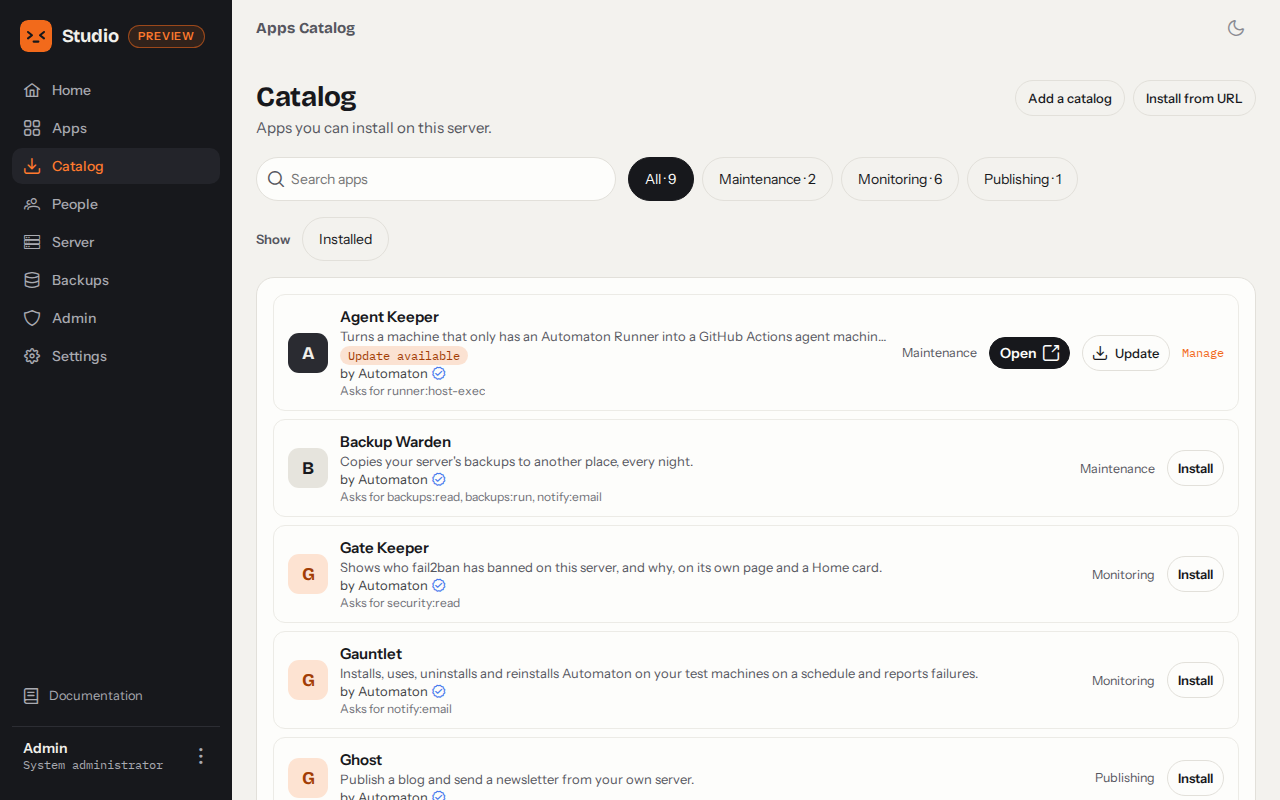 Studio PREVIEW
Home
Apps
Catalog
People
Server
Backups
Admin
Settings
Documentation
Admin
System administrator
Apps Catalog
Catalog
Apps you can install on this server.
Add a catalog
Install from URL
Search apps
All · 9
Maintenance · 2
Monitoring · 6
Publishing · 1
Show
Installed
A
Agent Keeper
Turns a machine that only has an Automaton Runner into a GitHub Actions agent machin...
Update available
by Automaton
Asks for runner:host-exec
Maintenance
Open
Update
Manage
B
Backup Warden
Copies your server's backups to another place, every night.
by Automaton
Asks for backups:read, backups:run, notify:email
Maintenance
Install
G
Gate Keeper
Shows who fail2ban has banned on this server, and why, on its own page and a Home card.
by Automaton
Asks for security:read
Monitoring
Install
G
Gauntlet
Installs, uses, uninstalls and reinstalls Automaton on your test machines on a schedule and reports failures.
by Automaton
Asks for notify:email
Monitoring
Install
G
Ghost
Publish a blog and send a newsletter from your own server.
by Automaton
Publishing
Install